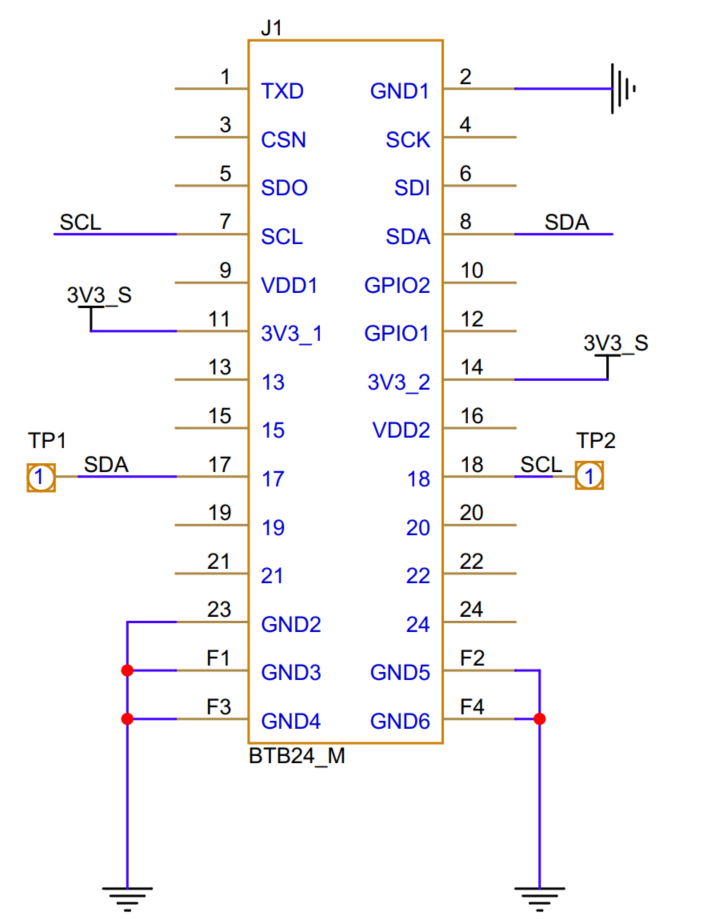 J1
1 TXD GND1 2
3 CSN SCK 4
5 SDO SDI 6
SCL 7 SCL SDA 8 SDA
9 VDD1 GPIO2 10
3V3_S 11 3V3_1 GPIO1 12
13 13 3V3_2 14 3V3_S
15 15 VDD2 16
TP1 TP2
1 SDA 17 17 18 18 SCL 1
19 19 20 20
21 21 22 22
23 GND2 24 24
F1 GND3 GND5 F2
F3 GND4 GND6 F4
BTB24_M